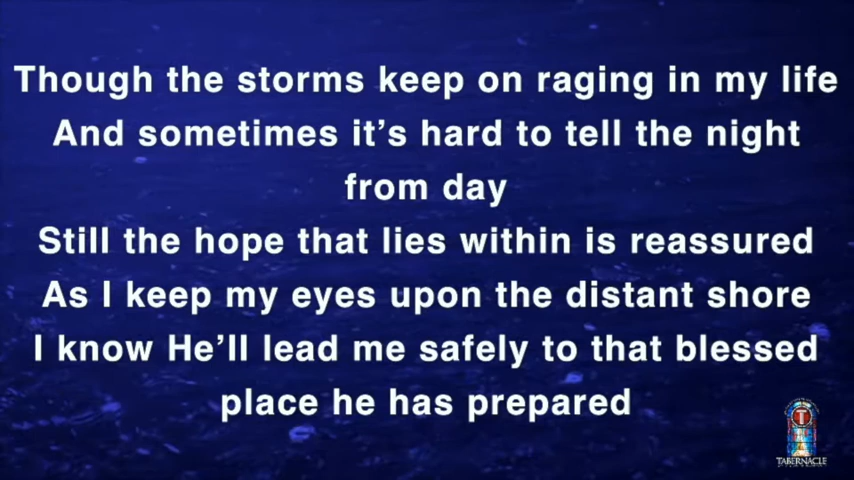 Though the storms keep on raging in my life
And sometimes it's hard to tell the night
from day
Still the hope that lies within is reassured
As I keep my eyes upon the distant shore
I know He'll lead me safely to that blessed
place he has prepared
T
TABERNACLE